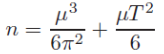 n = \frac{\mu^3}{6\pi^2} + \frac{\mu T^2}{6}